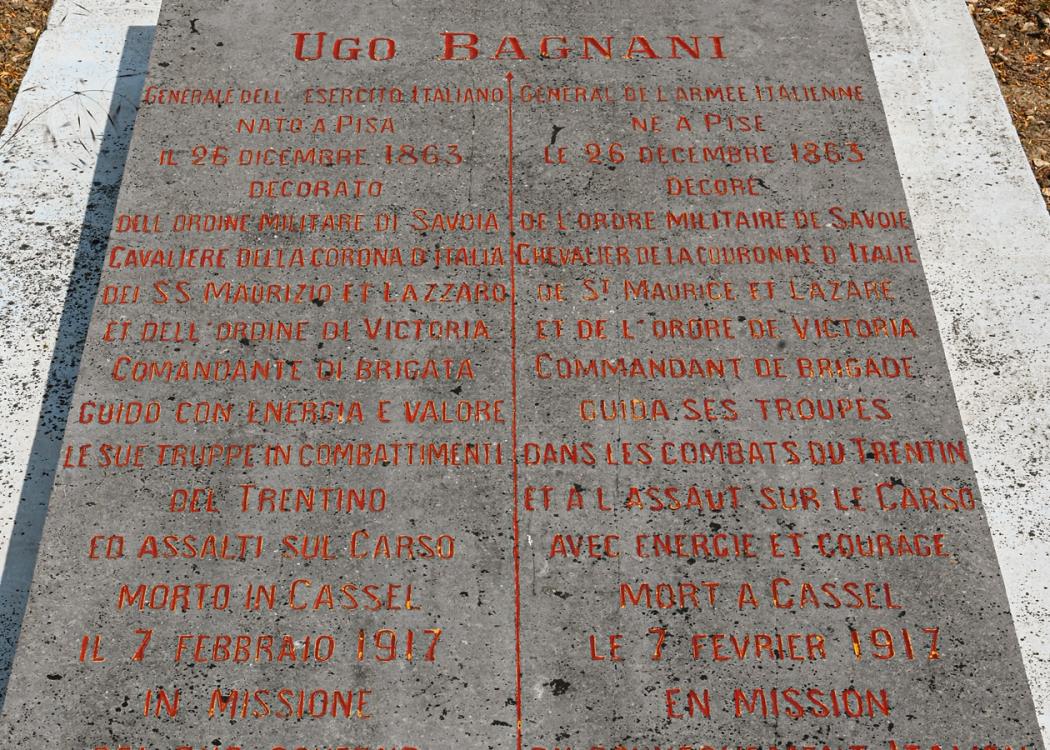 UGO BAGNANI
GENERALE DELL ESERCITO ITALIANO
NATO A PISA
IL 26 DICEMBRE 1863
DECORATO
DELL ORDINE MILITARE DI SAVOIA
CAVALIERE DELLA CORONA D'ITALIA
DEI SS MAURIZIO ET LAZZARO
ET DELL'ORDINE DI VICTORIA
COMANDANTE DI BRIGATA
GUIDO CON ENERGIA E VALORE
LE SUE TRUPPE IN COMBATTIMENTI
DEL TRENTINO
ED ASSALTI SUL CARSO
MORTO IN CASSEL
IL 7 FEBBRAIO 1917
IN MISSIONE
GENERAL DE L'ARMEE ITALIENNE
NE A PISE
LE 26 DECEMBRE 1863
DECORE
DE L'ORDRE MILITAIRE DE SAVOIE
CHEVALIER DE LA COURONNE D'ITALIE
DE ST MAURICE ET LAZARE
ET DE L'ORDRE DE VICTORIA
COMMANDANT DE BRIGADE
GUIDA SES TROUPES
DANS LES COMBATS DU TRENTIN
ET A L'ASSAUT SUR LE CARSO
AVEC ENERGIE ET COURAGE
MORT A CASSEL
LE 7 FEVRIER 1917
EN MISSION